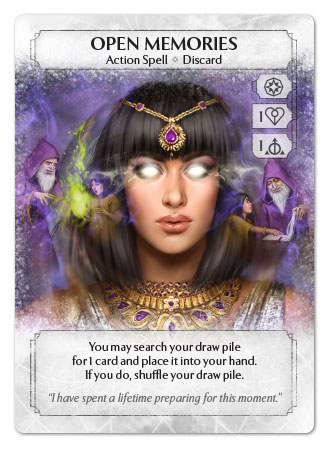 OPEN MEMORIES
Action Spell ☼ Discard
1
1
You may search your draw pile
for 1 card and place it into your hand.
If you do, shuffle your draw pile.
“I have spent a lifetime preparing for this moment.”